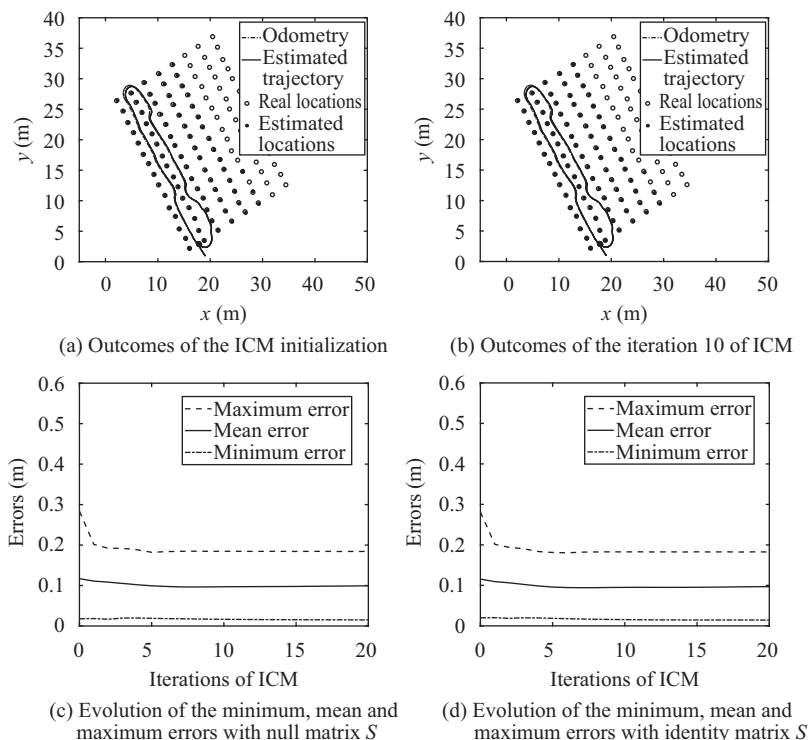 40
35
30
25
20
15
10
5
0
y (m)
Odometry
Estimated
trajectory
Real locations
Estimated
locations
0
10
20
30
40
50
x (m)
(a) Outcomes of the ICM initialization
40
35
30
25
20
15
10
5
0
y (m)
Odometry
Estimated
trajectory
Real locations
Estimated
locations
0
10
20
30
40
50
x (m)
(b) Outcomes of the iteration 10 of ICM
0.6
0.5
0.4
0.3
0.2
0.1
0
Errors (m)
Maximum error
Mean error
Minimum error
0
5
10
15
20
Iterations of ICM
(c) Evolution of the minimum, mean and
maximum errors with null matrix S
0.6
0.5
0.4
0.3
0.2
0.1
0
Errors (m)
Maximum error
Mean error
Minimum error
0
5
10
15
20
Iterations of ICM
(d) Evolution of the minimum, mean and
maximum errors with identity matrix S